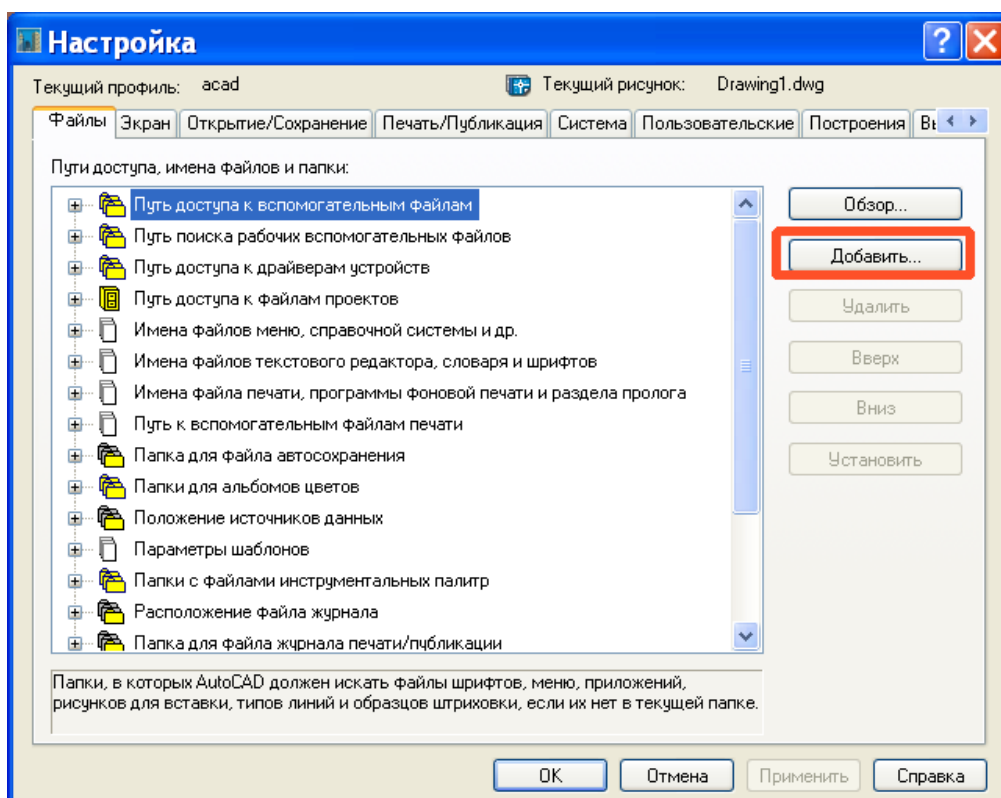 Настройка
Текущий профиль: acad Текущий рисунок: Drawing1.dwg
Файлы Экран Открытие/Сохранение Печать/Публикация Система Пользовательские Построения
Пути доступа, имена файлов и папки:
Путь доступа к вспомогательным файлам
Обзор...
Путь поиска рабочих вспомогательных файлов
Добавить...
Путь доступа к драйверам устройств
Путь доступа к файлам проектов
Удалить
Имена файлов меню, справочной системы и др.
Имена файлов текстового редактора, словаря и шрифтов
Вверх
Имена файла печати, программы фоновой печати и раздела пролога
Вниз
Путь к вспомогательным файлам печати
Папка для файла автосохранения
Установить
Папки для альбомов цветов
Положение источников данных
Параметры шаблонов
Папки с файлами инструментальных палитр
Расположение файла журнала
Папка для файла журнала печати/публикации
Папки, в которых AutoCAD должен искать файлы шрифтов, меню, приложений,
рисунков для вставки, типов линий и образцов штриховки, если их нет в текущей папке.
OK Отмена Применить Справка